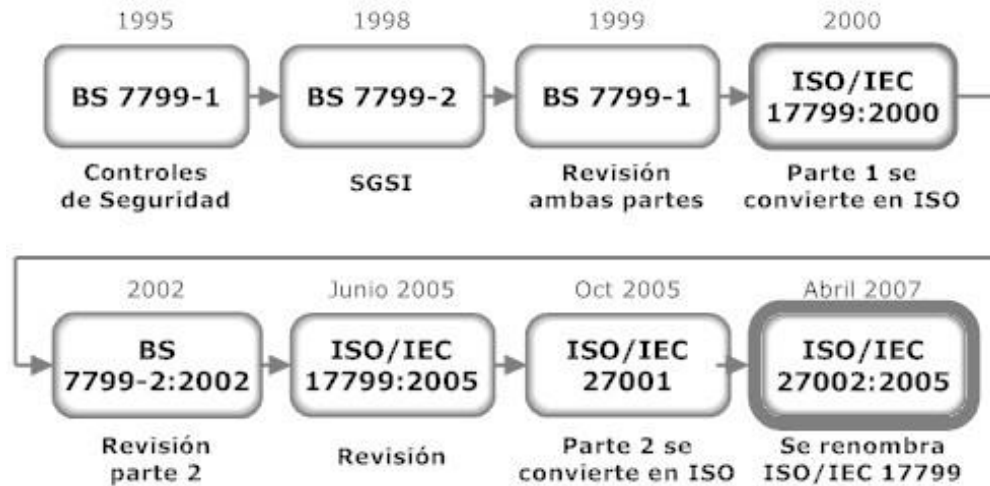 1995
1998
1999
2000
BS 7799-1
BS 7799-2
BS 7799-1
ISO/IEC
17799:2000
Controles
de Seguridad
SGSI
Revisión
ambas partes
Parte 1 se
convierte en ISO
2002
Junio 2005
Oct 2005
Abril 2007
BS
7799-2:2002
ISO/IEC
17799:2005
ISO/IEC
27001
ISO/IEC
27002:2005
Revisión
parte 2
Revisión
Parte 2 se
convierte en ISO
Se renombra
ISO/IEC 17799